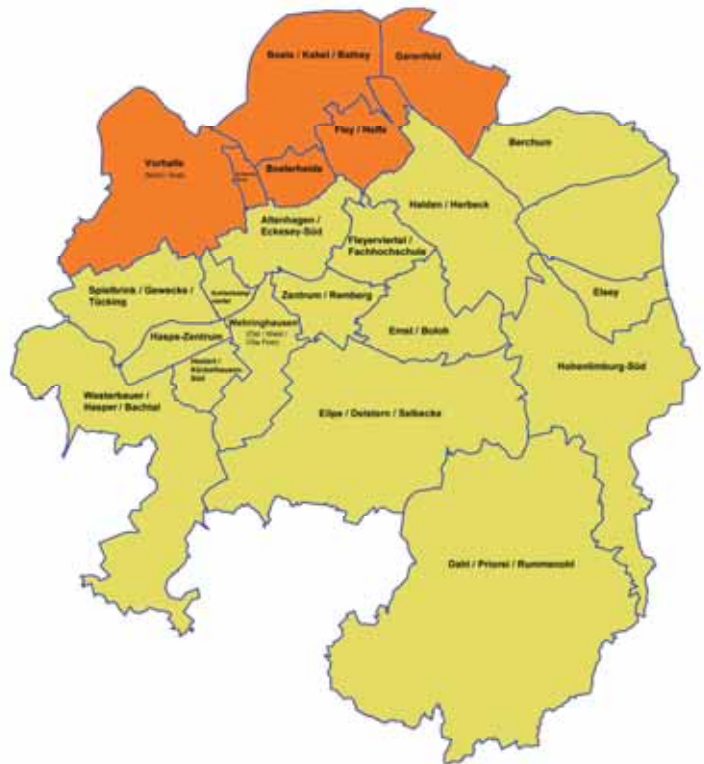 Boele / Kabel / Bathey
Garenfeld
Fley / Helfe
Berchum
Vorhalle
Boelerheide
Halden / Herbeck
Altenhagen /
Eckesey-Süd
Fleyerviertel /
Fachhochschule
Spielbrink / Geweke /
Tücking
Zentrum / Remberg
Elsey
Wehringhausen
Haspe-Zentrum
Emst / Boloh
Hohenlimburg-Süd
Westerbauer /
Hasper / Bachtal
Eilpe / Delstern / Selbecke
Dahl / Priorei / Rummenohl